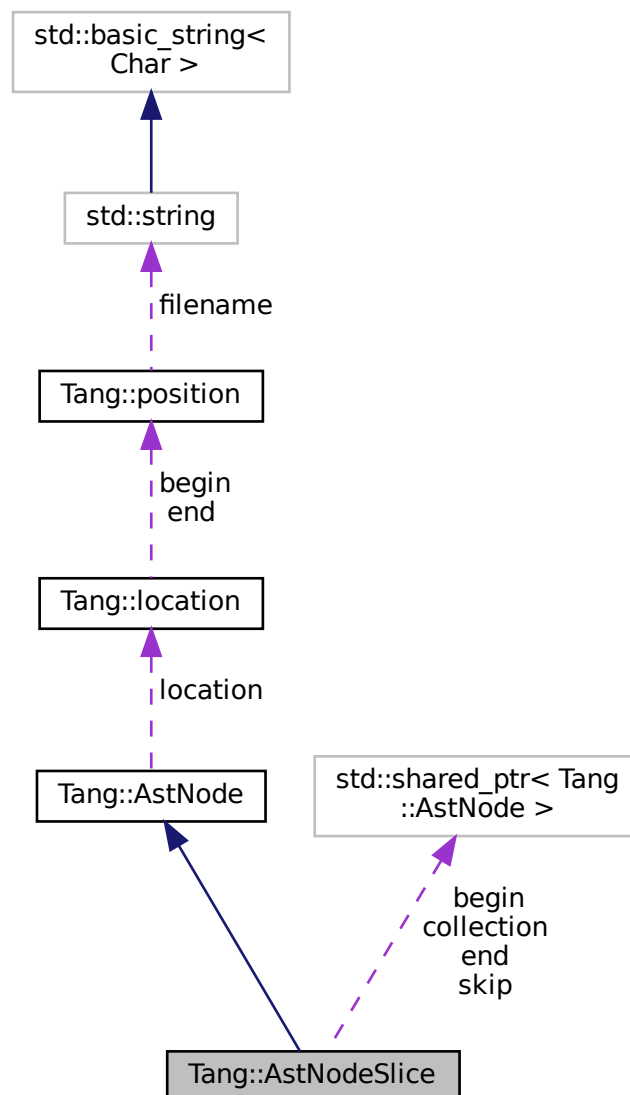 std::basic_string<
Char >
std::string
filename
Tang::position
begin
end
Tang::location
location
Tang::AstNode
std::shared_ptr< Tang
::AstNode >
begin
collection
end
skip
Tang::AstNodeSlice